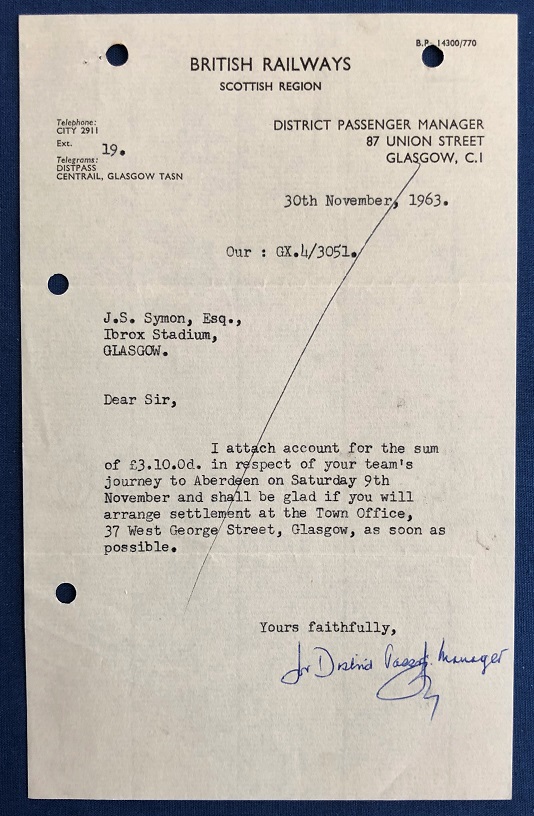 B.R. 14300/770
BRITISH RAILWAYS
SCOTTISH REGION
Telephone:
CITY 2911
Ext. 19.
Telegrams:
DISTPASS
CENTRAIL, GLASGOW TASN
DISTRICT PASSENGER MANAGER
87 UNION STREET
GLASGOW, C.1
30th November, 1963.
Our : GX.4/3051.
J.S. Symon, Esq.,
Ibrox Stadium,
GLASGOW.
Dear Sir,
I attach account for the sum
of £3.10.0d. in respect of your team's
journey to Aberdeen on Saturday 9th
November and shall be glad if you will
arrange settlement at the Town Office,
37 West George Street, Glasgow, as soon as
possible.
Yours faithfully,
for District Passgr. Manager